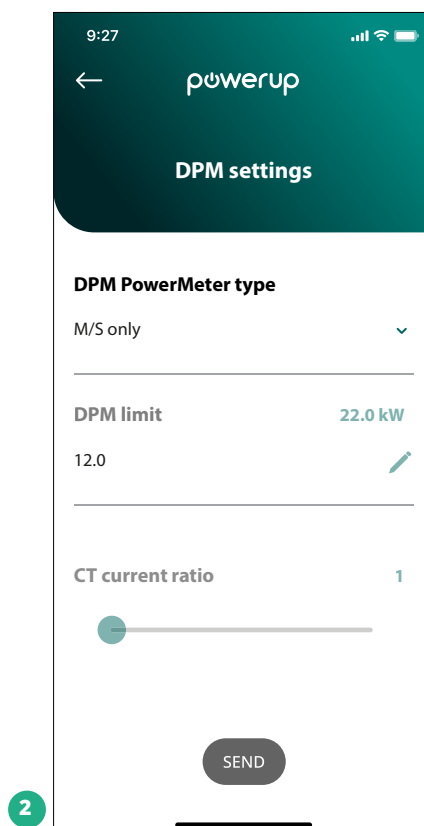 9:27
powerup
DPM settings
DPM PowerMeter type
M/S only
DPM limit 22.0 kW
12.0
CT current ratio 1
SEND
2